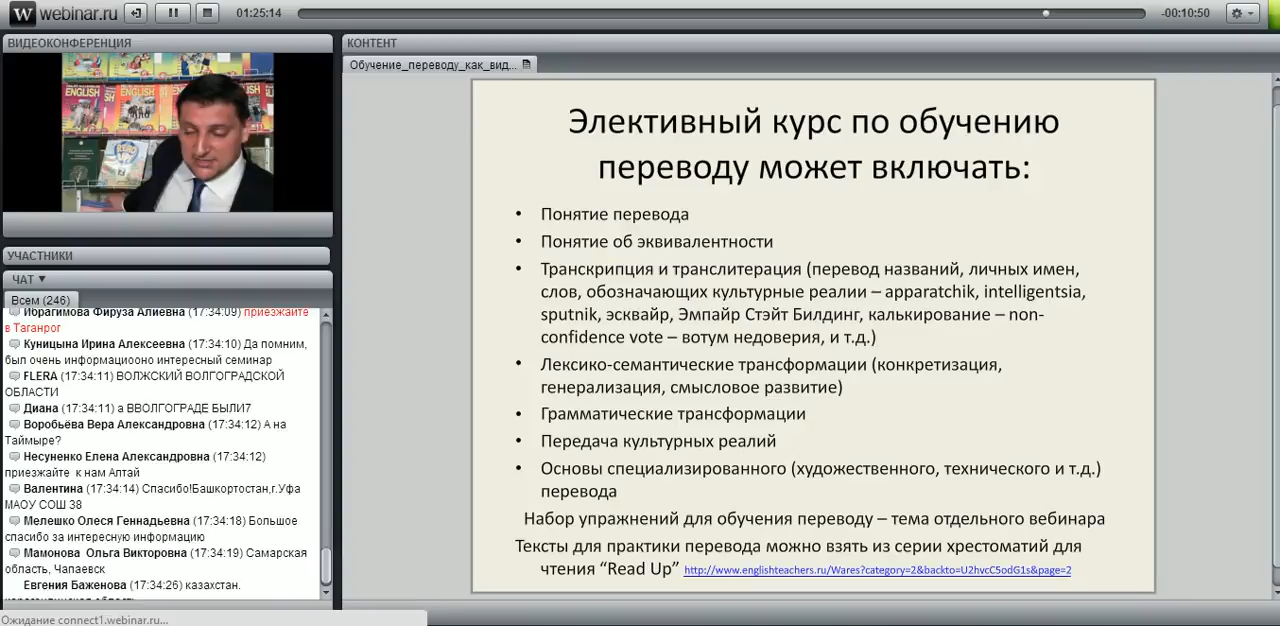 W webinar.ru
01:25:14
-00:10:50
ВИДЕОКОНФЕРЕНЦИЯ
ENGLISH
ENGLISH
УЧАСТНИКИ
ЧАТ ▼
Всем (246)
Ибрагимова Фируза Алиевна (17:34:09) приезжайте
в Таганрог
Куницына Ирина Алексеевна (17:34:10) Да помним,
был очень информациооно интересный семинар
FLERA (17:34:11) ВОЛЖСКИЙ ВОЛГОГРАДСКОЙ
ОБЛАСТИ
Диана (17:34:11) а ВВОЛГОГРАДЕ БЫЛИ7
Воробьёва Вера Александровна (17:34:12) А на
Таймыре?
Несуненко Елена Александровна (17:34:12)
приезжайте к нам Алтай
Валентина (17:34:14) Спасибо!Башкортостан,г.Уфа
МАОУ СОШ 38
Мелешко Олеся Геннадьевна (17:34:18) Большое
спасибо за интересную информацию
Мамонова Ольга Викторовна (17:34:19) Самарская
область, Чапаевск
Евгения Баженова (17:34:26) казахстан.
Ожидание connect1.webinar.ru...
КОНТЕНТ
Обучение_переводу_как_вид...
Элективный курс по обучению
переводу может включать:
• Понятие перевода
• Понятие об эквивалентности
• Транскрипция и транслитерация (перевод названий, личных имен,
слов, обозначающих культурные реалии – apparatchik, intelligentsia,
sputnik, эсквайр, Эмпайр Стэйт Билдинг, калькирование – non-
confidence vote – вотум недоверия, и т.д.)
• Лексико-семантические трансформации (конкретизация,
генерализация, смысловое развитие)
• Грамматические трансформации
• Передача культурных реалий
• Основы специализированного (художественного, технического и т.д.)
перевода
Набор упражнений для обучения переводу – тема отдельного вебинара
Тексты для практики перевода можно взять из серии хрестоматий для
чтения “Read Up” http://www.englishteachers.ru/Wares?category=2&backto=U2hvcC5odG1s&page=2